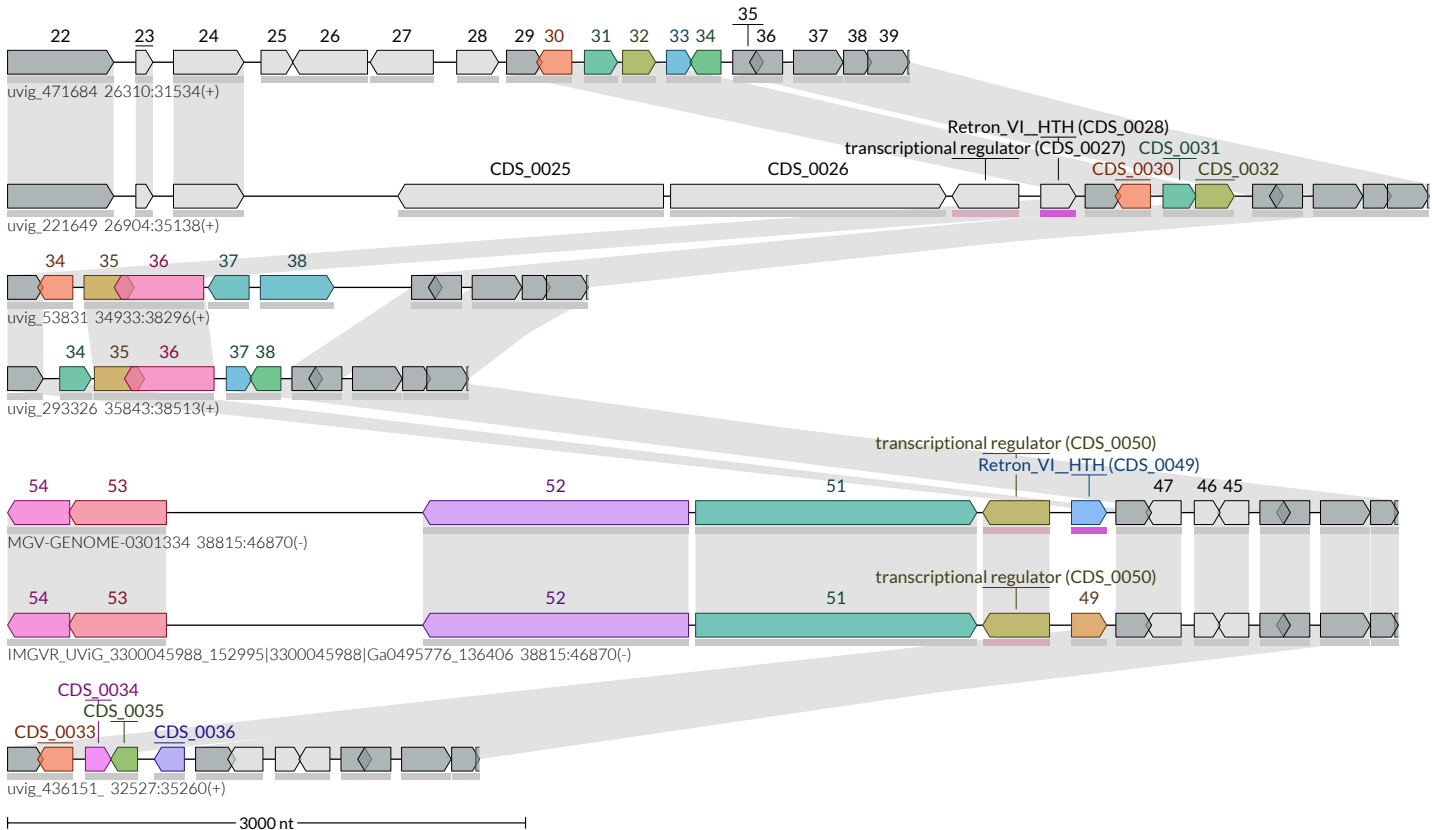 35
22 23 24 25 26 27 28 29 30 31 32 33 34 36 37 38 39
uvig_471684 26310:31534(+)
Retron_VI__HTH (CDS_0028)
transcriptional regulator (CDS_0027) CDS_0031
CDS_0025 CDS_0026 CDS_0030 CDS_0032
uvig_221649 26904:35138(+)
34 35 36 37 38
uvig_53831 34933:38296(+)
34 35 36 37 38
uvig_293326 35843:38513(+)
transcriptional regulator (CDS_0050)
Retron_VI__HTH (CDS_0049)
54 53 52 51 47 46 45
MGV-GENOME-0301334 38815:46870(-)
transcriptional regulator (CDS_0050)
54 53 52 51 49
IMGVR_UViG_3300045988_152995|3300045988|Ga0495776_136406 38815:46870(-)
CDS_0034
CDS_0035
CDS_0033 CDS_0036
uvig_436151_ 32527:35260(+)
3000 nt